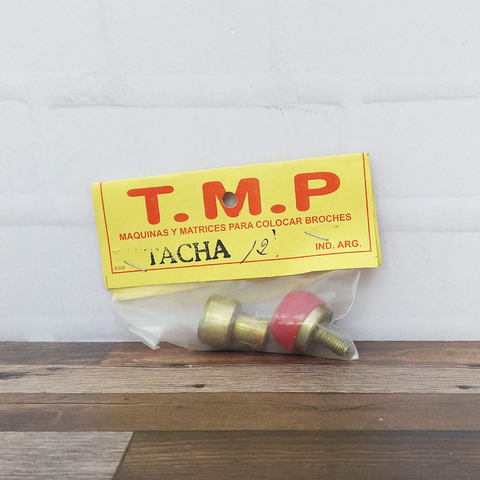 T.M.P
MAQUINAS Y MATRICES PARA COLOCAR BROCHES
TACHA 12
IND. ARG.